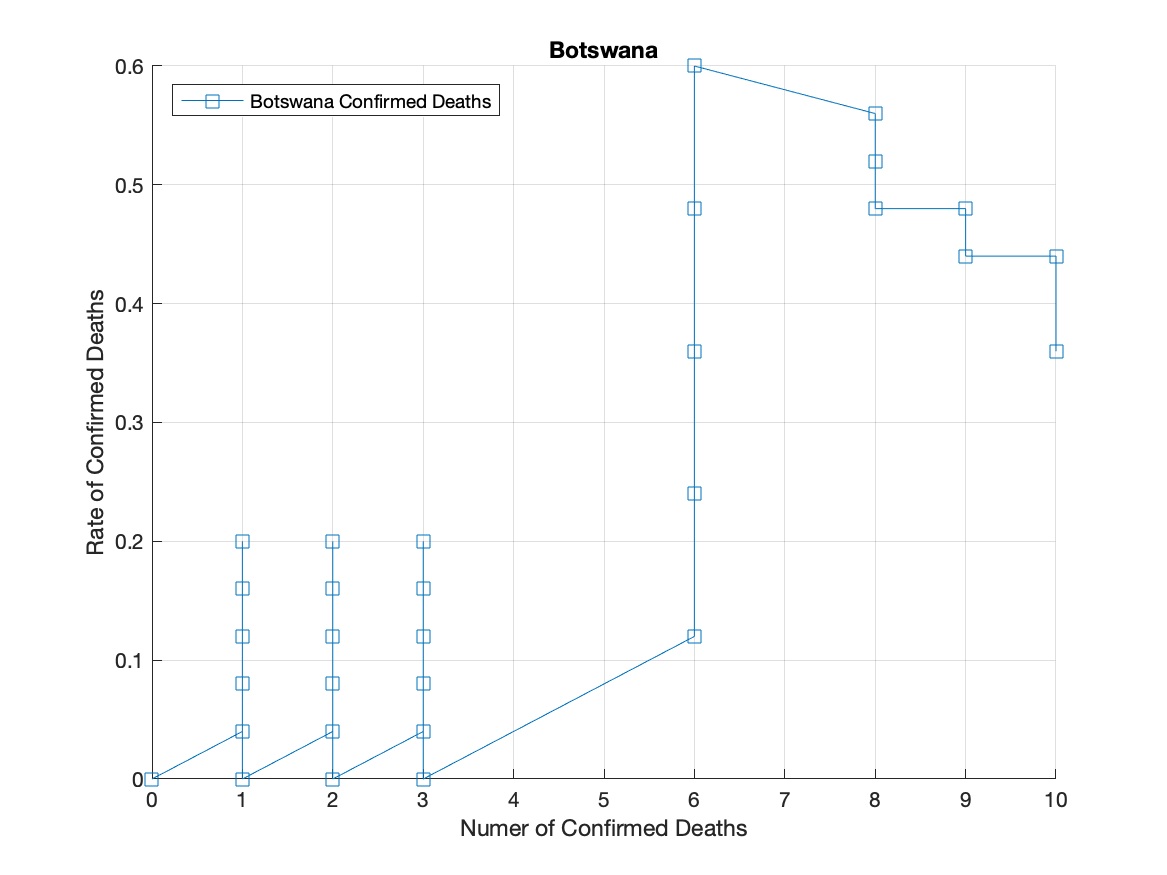 Botswana
Botswana Confirmed Deaths
0.6
0.5
0.4
0.3
0.2
0.1
0
Rate of Confirmed Deaths
0 1 2 3 4 5 6 7 8 9 10
Numer of Confirmed Deaths